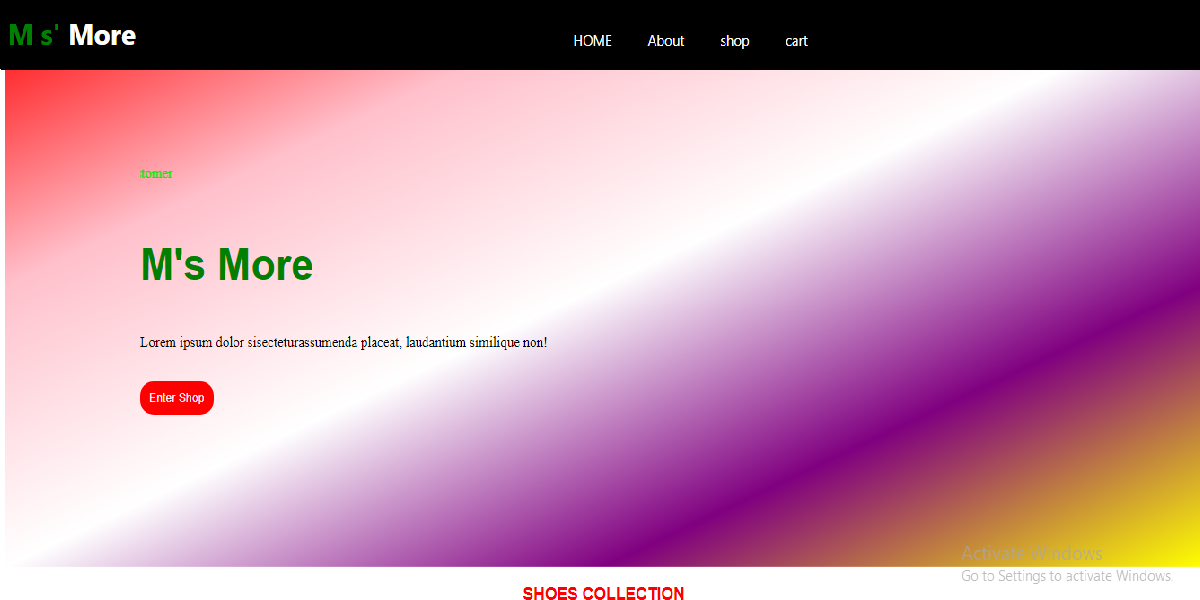 M s' More
HOME About shop cart
tomer
M's More
Lorem ipsum dolor sisecteturassumenda placeat, laudantium similique non!
Enter Shop
Activate Windows
Go to Settings to activate Windows.
SHOES COLLECTION